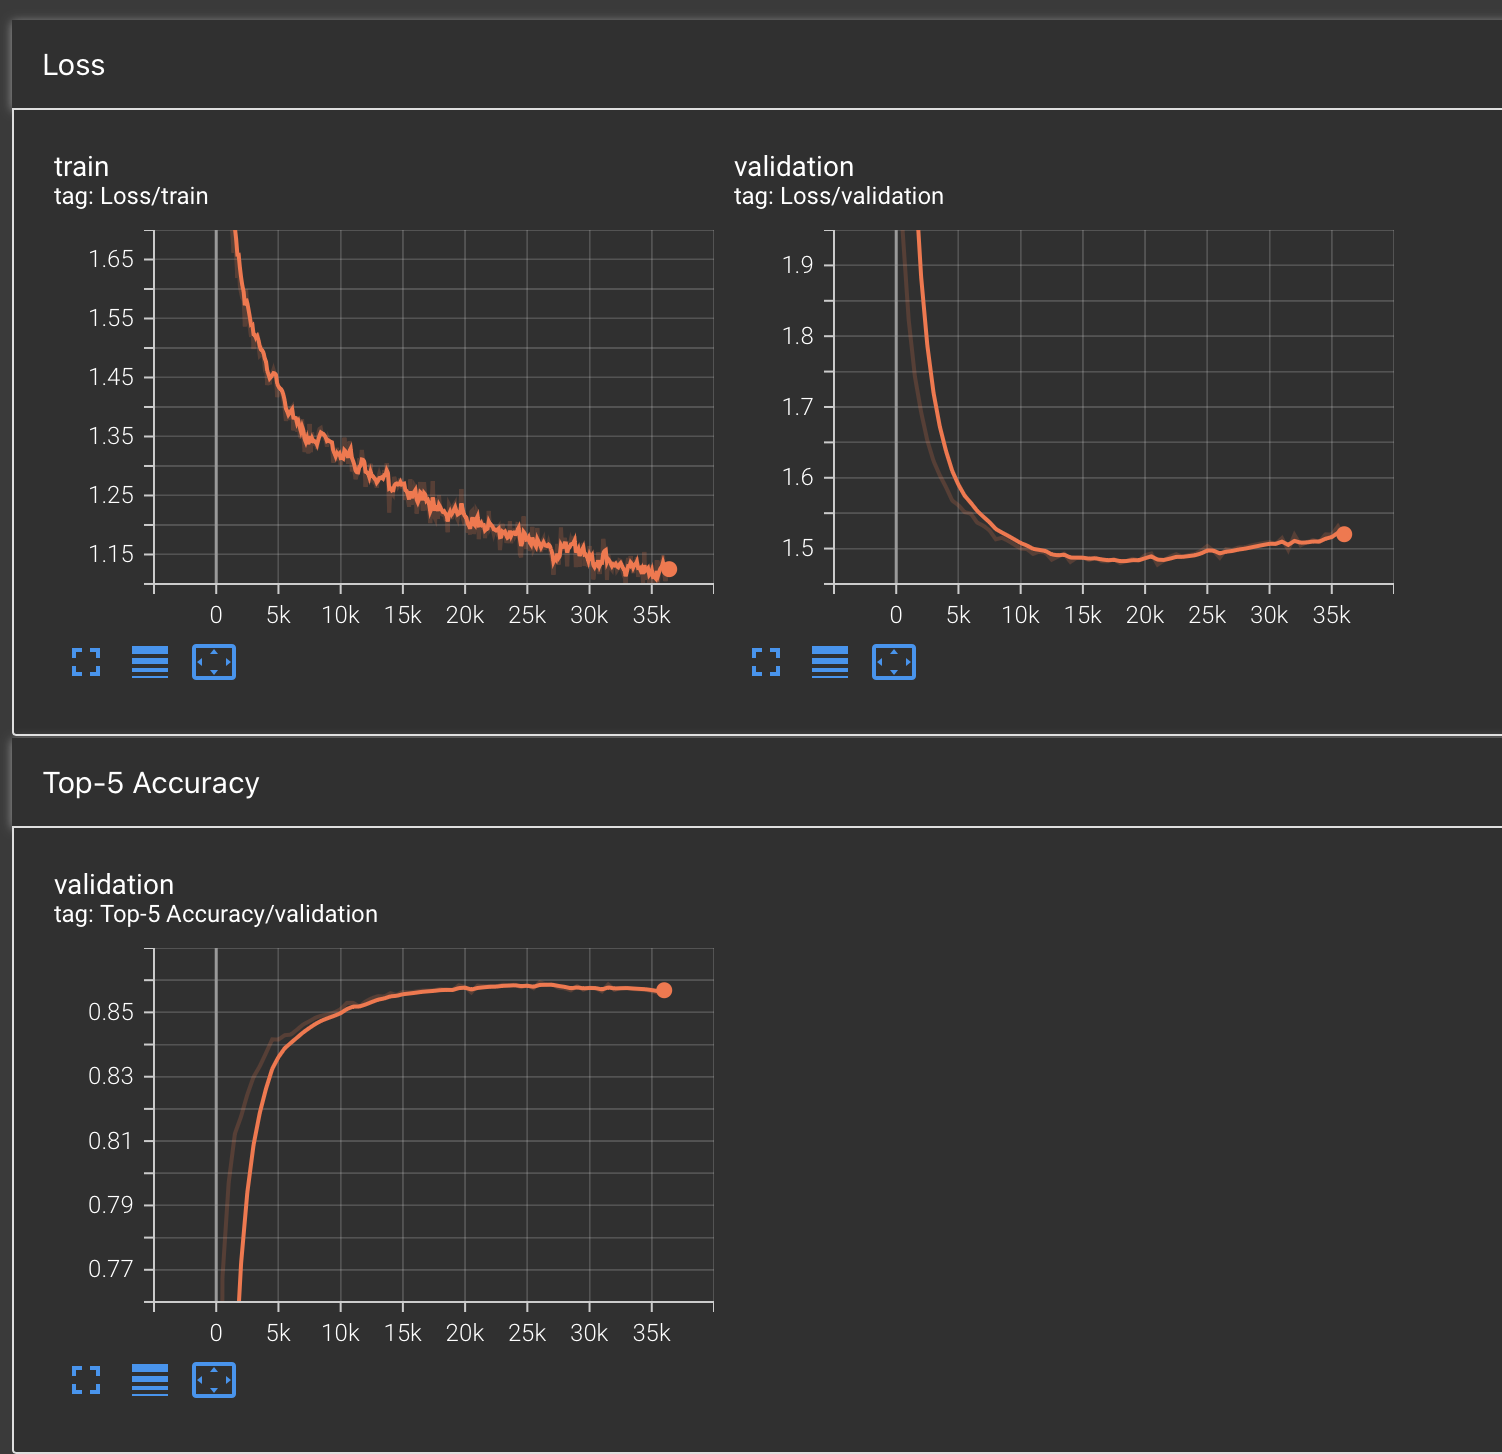 Loss
train
tag: Loss/train
1.65
1.55
1.45
1.35
1.25
1.15
0 5k 10k 15k 20k 25k 30k 35k
validation
tag: Loss/validation
1.9
1.8
1.7
1.6
1.5
0 5k 10k 15k 20k 25k 30k 35k
Top-5 Accuracy
validation
tag: Top-5 Accuracy/validation
0.85
0.83
0.81
0.79
0.77
0 5k 10k 15k 20k 25k 30k 35k